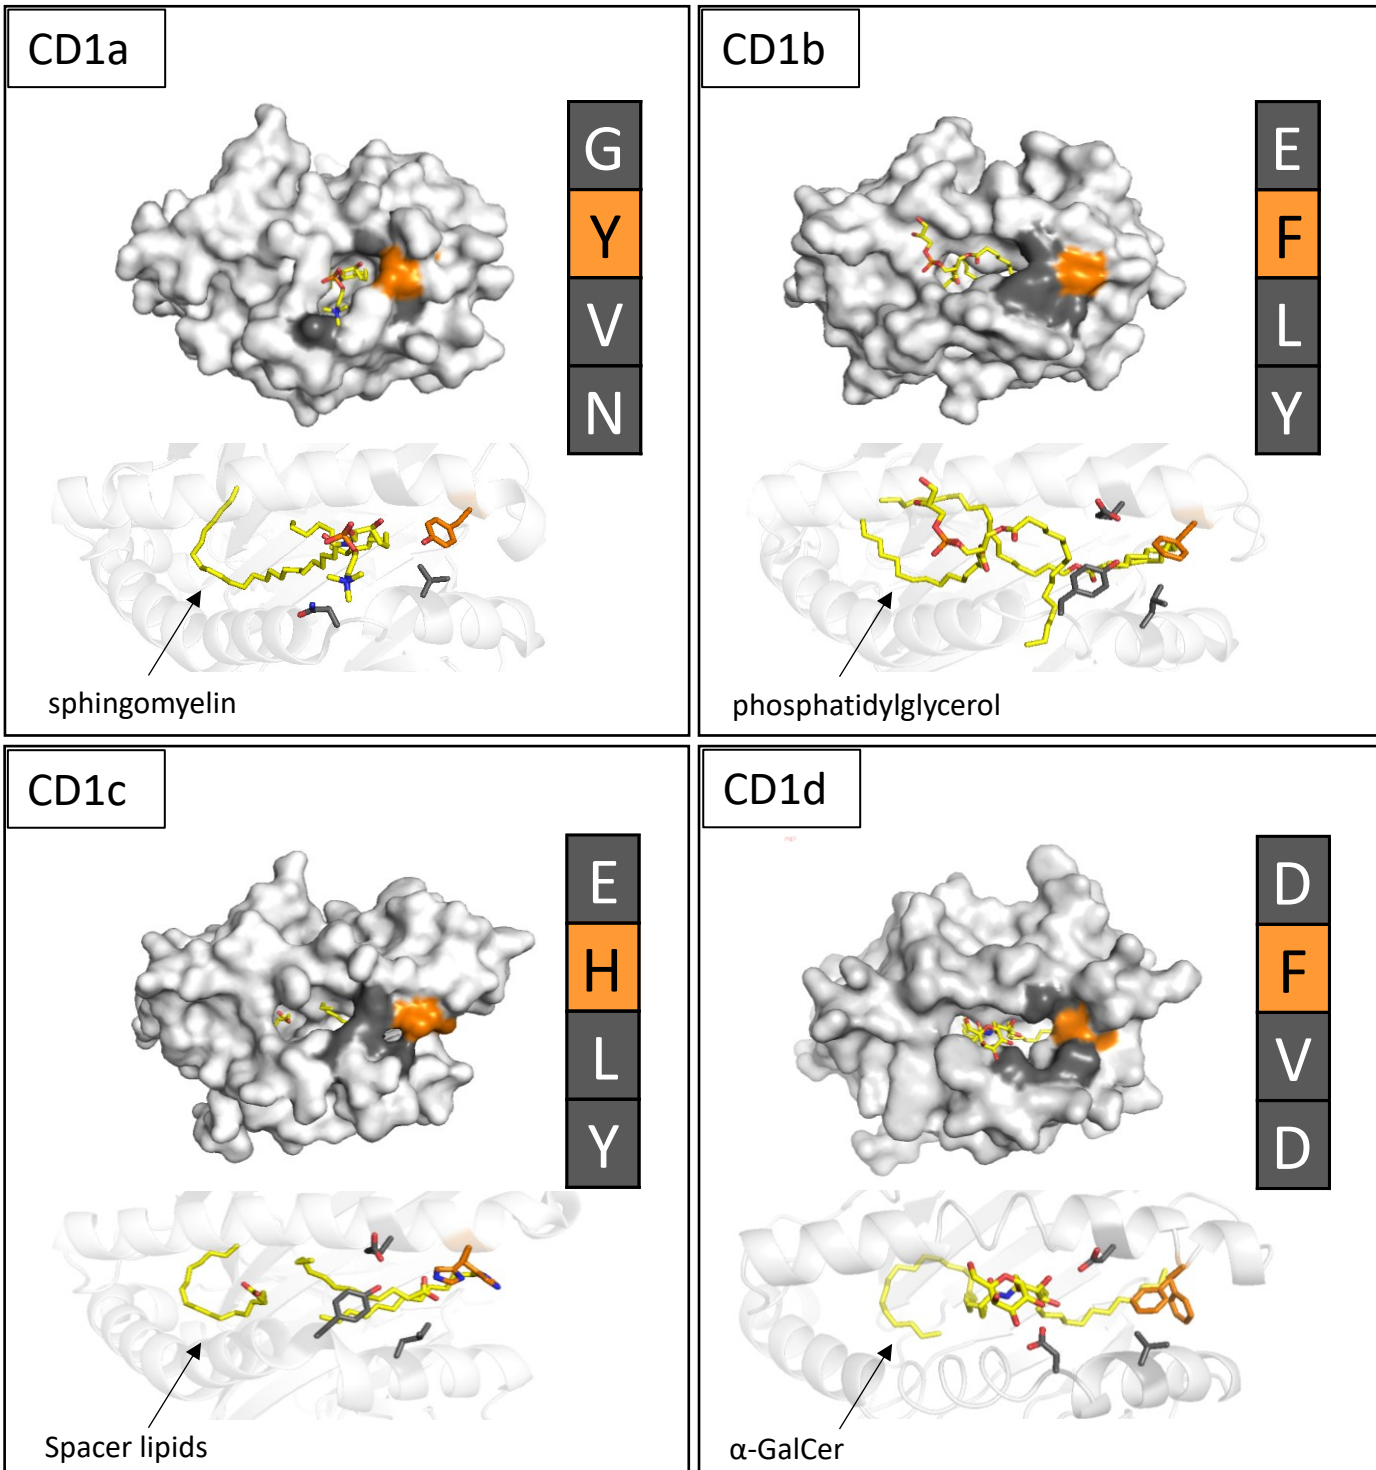 CD1a
G
Y
V
N
sphingomyelin
CD1b
E
F
L
Y
phosphatidylglycerol
CD1c
E
H
L
Y
Spacer lipids
CD1d
D
F
V
D
α-GalCer